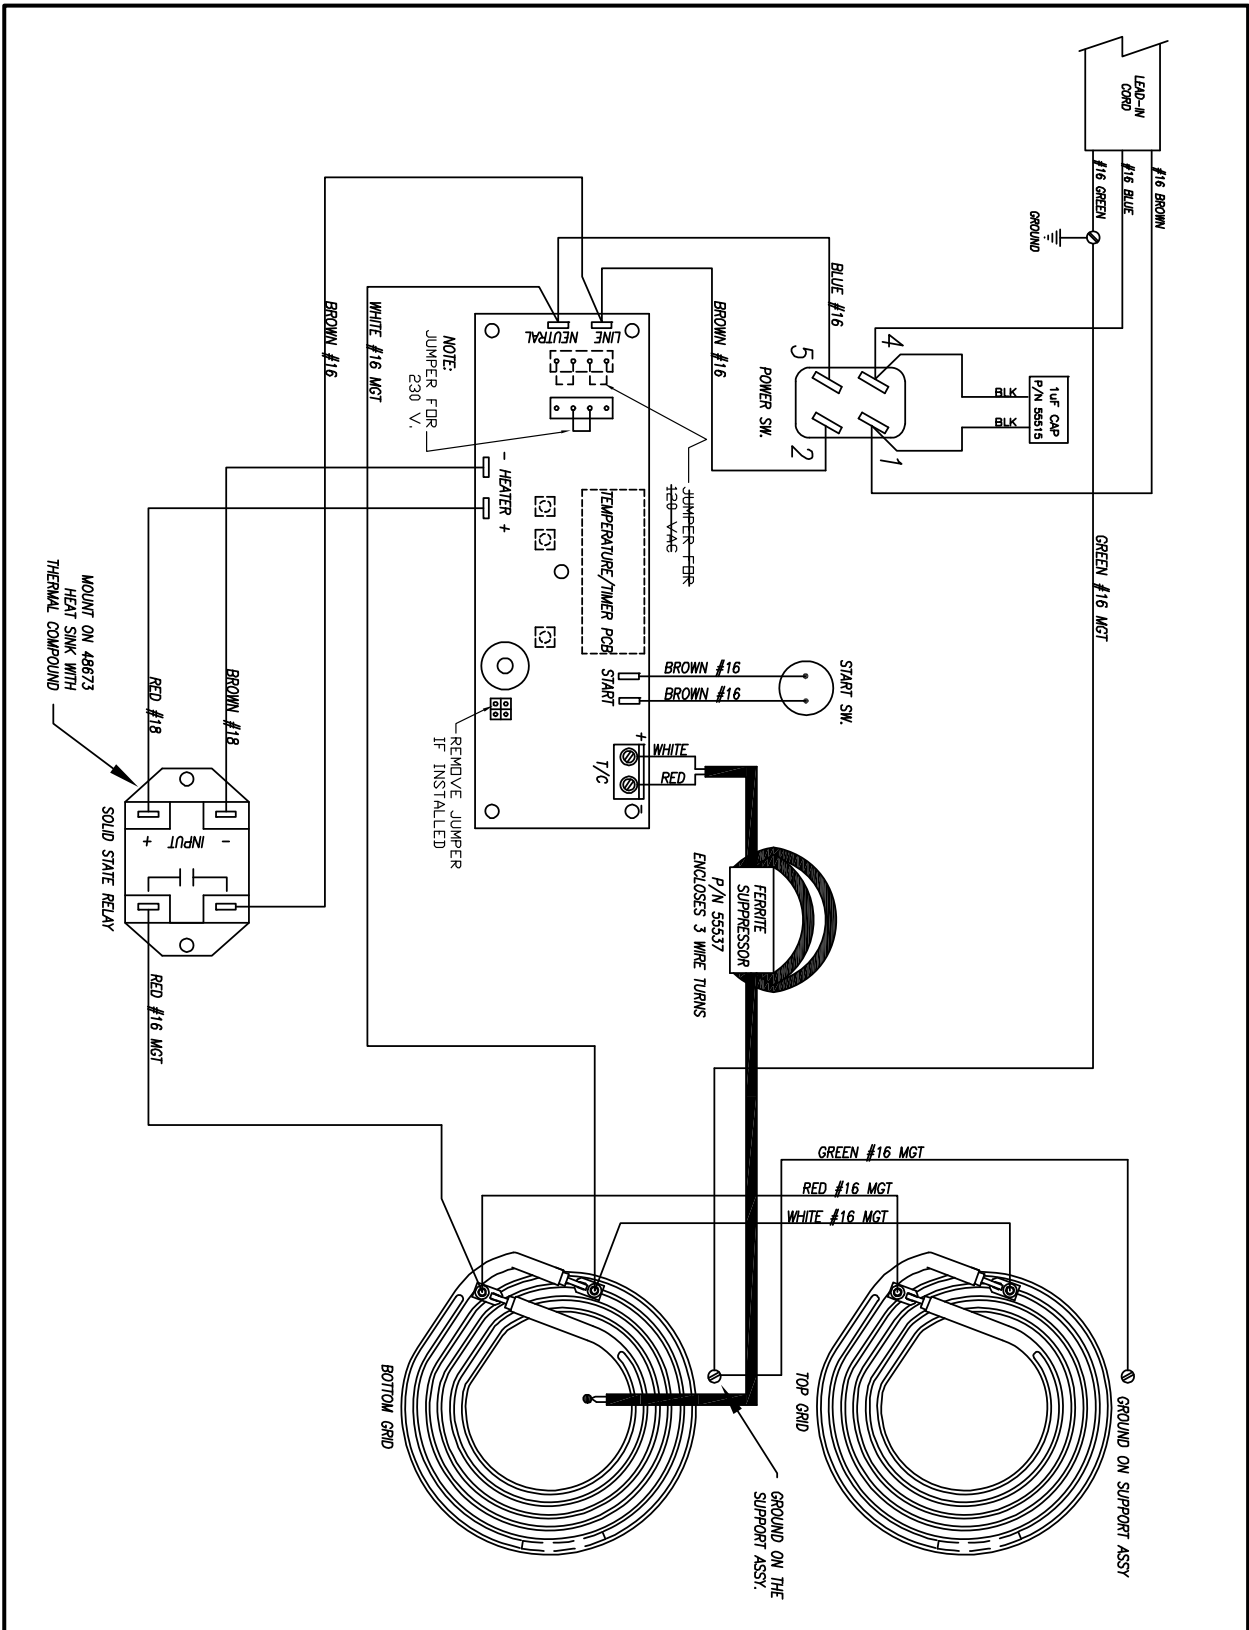 LEAD-IN
CORD
#16 BROWN
#16 BLUE
#16 GREEN
GROUND
1uF CAP
P/N 55515
BLK
BLK
4
1
5
2
POWER SW.
BLUE #16
BROWN #16
GREEN #16 MGT
BROWN #16
WHITE #16 MGT
LINE
NEUTRAL
NOTE:
JUMPER FOR
230 V.
JUMPER FOR
120 VAC
- HEATER +
TEMPERATURE/TIMER PCB
START
BROWN #16
BROWN #16
START SW.
+
T/C
-
WHITE
RED
REMOVE JUMPER
IF INSTALLED
FERRITE
SUPPRESSOR
P/N 55537
ENCLOSES 3 WIRE TURNS
MOUNT ON 48673
HEAT SINK WITH
THERMAL COMPOUND
BROWN #18
RED #18
- INPUT +
SOLID STATE RELAY
RED #16 MGT
GREEN #16 MGT
RED #16 MGT
WHITE #16 MGT
TOP GRID
BOTTOM GRID
GROUND ON SUPPORT ASSY
GROUND ON THE
SUPPORT ASSY.